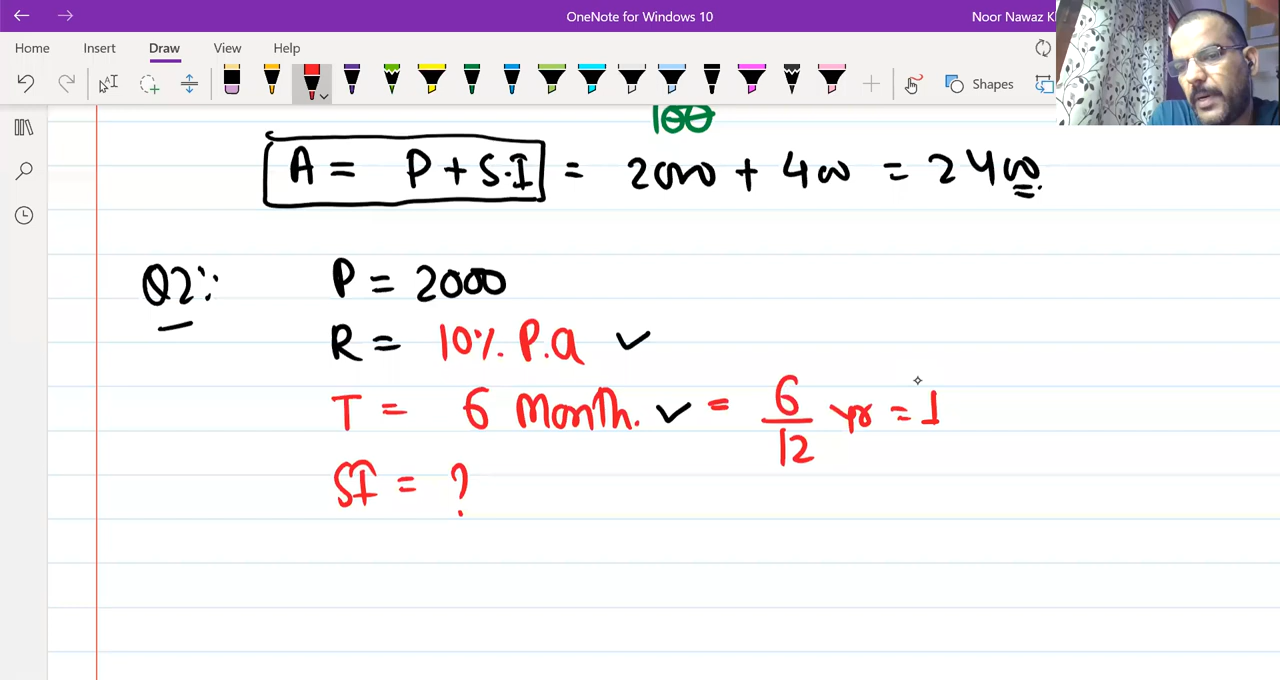 OneNote for Windows 10
Noor Nawaz K
Home Insert Draw View Help
Shapes
100
A = P + S.I = 2000 + 400 = 2400
Q2:
P = 2000
R = 10% P.a ✓
T = 6 Month. ✓ = 6/12 yr = 1
SI = ?